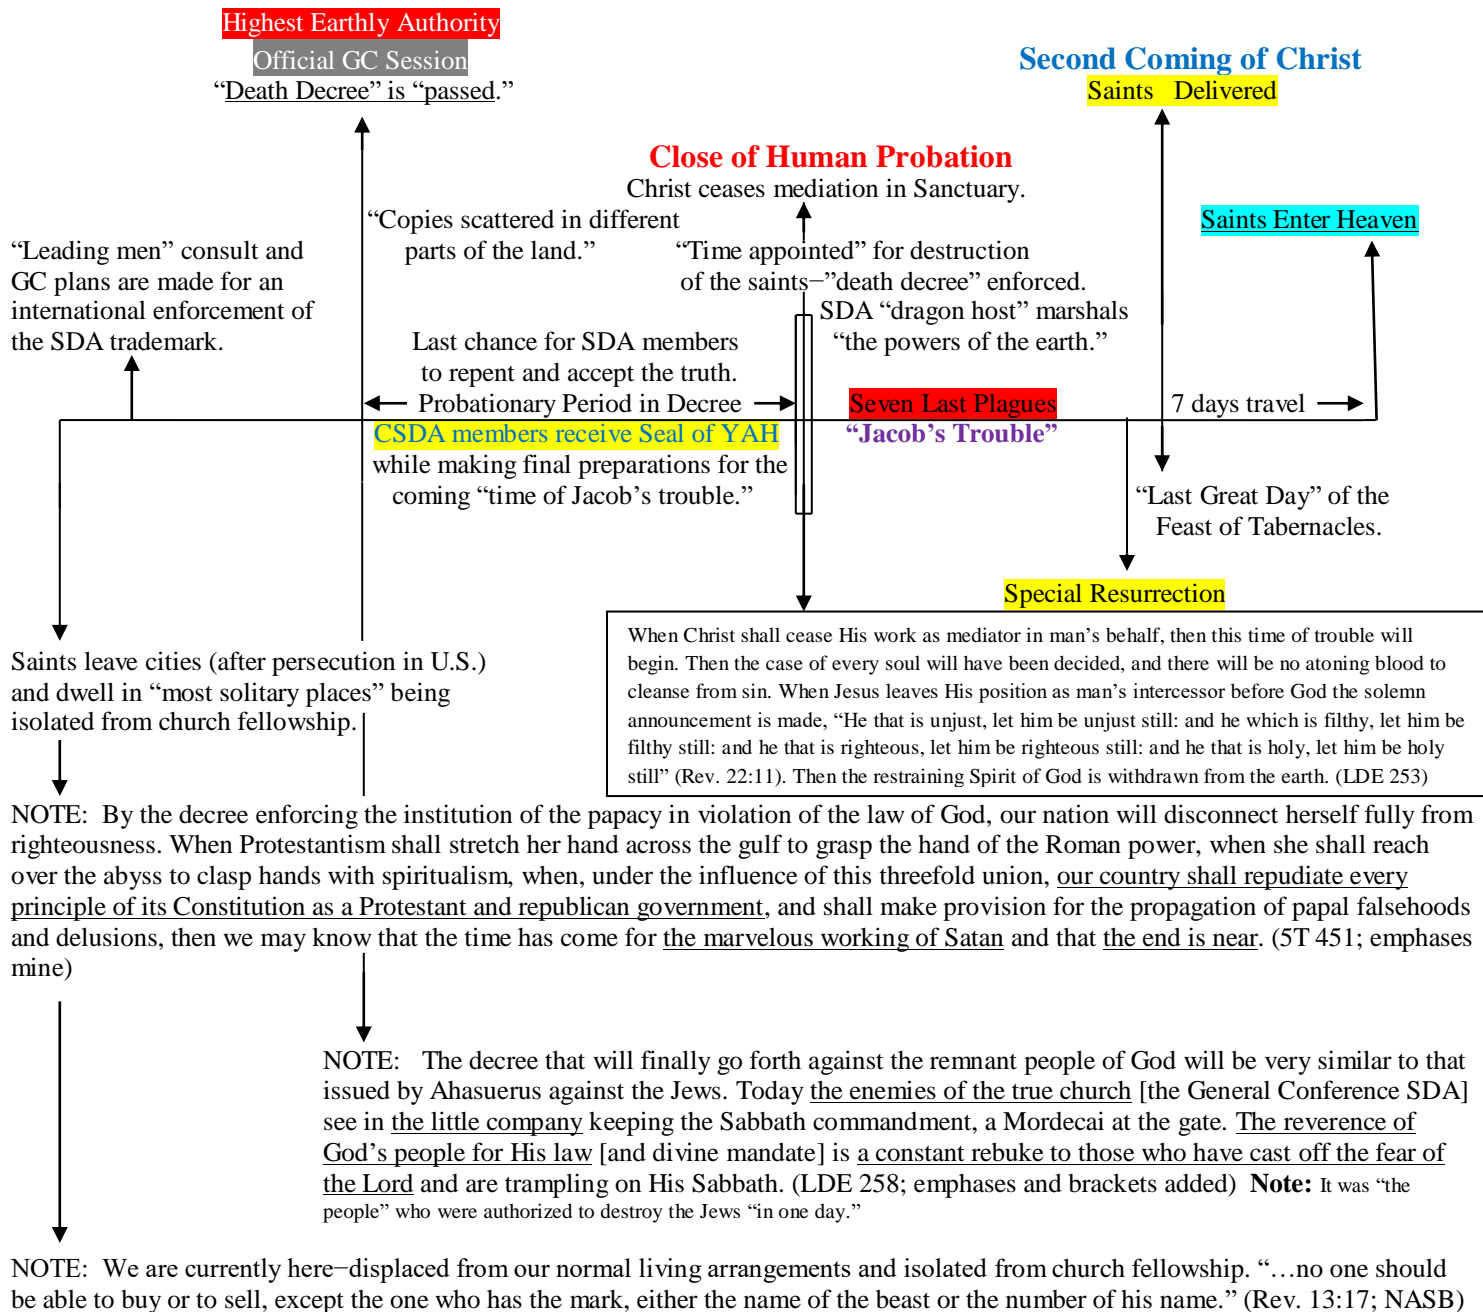 Highest Earthly Authority
Official GC Session
“Death Decree” is “passed.”
Second Coming of Christ
Saints Delivered
Close of Human Probation
Christ ceases mediation in Sanctuary.
“Copies scattered in different
parts of the land.”
Saints Enter Heaven
“Leading men” consult and
GC plans are made for an
international enforcement of
the SDA trademark.
“Time appointed” for destruction
of the saints−”death decree” enforced.
SDA “dragon host” marshals
“the powers of the earth.”
Last chance for SDA members
to repent and accept the truth.
Probationary Period in Decree
Seven Last Plagues
7 days travel
CSDA members receive Seal of YAH
“Jacob’s Trouble”
while making final preparations for the
coming “time of Jacob’s trouble.”
“Last Great Day” of the
Feast of Tabernacles.
Special Resurrection
When Christ shall cease His work as mediator in man’s behalf, then this time of trouble will
begin. Then the case of every soul will have been decided, and there will be no atoning blood to
cleanse from sin. When Jesus leaves His position as man’s intercessor before God the solemn
announcement is made, “He that is unjust, let him be unjust still: and he which is filthy, let him be
filthy still: and he that is righteous, let him be righteous still: and he that is holy, let him be holy
still” (Rev. 22:11). Then the restraining Spirit of God is withdrawn from the earth. (LDE 253)
Saints leave cities (after persecution in U.S.)
and dwell in “most solitary places” being
isolated from church fellowship.
NOTE: By the decree enforcing the institution of the papacy in violation of the law of God, our nation will disconnect herself fully from
righteousness. When Protestantism shall stretch her hand across the gulf to grasp the hand of the Roman power, when she shall reach
over the abyss to clasp hands with spiritualism, when, under the influence of this threefold union, our country shall repudiate every
principle of its Constitution as a Protestant and republican government, and shall make provision for the propagation of papal falsehoods
and delusions, then we may know that the time has come for the marvelous working of Satan and that the end is near. (5T 451; emphases
mine)
NOTE: The decree that will finally go forth against the remnant people of God will be very similar to that
issued by Ahasuerus against the Jews. Today the enemies of the true church [the General Conference SDA]
see in the little company keeping the Sabbath commandment, a Mordecai at the gate. The reverence of
God’s people for His law [and divine mandate] is a constant rebuke to those who have cast off the fear of
the Lord and are trampling on His Sabbath. (LDE 258; emphases and brackets added) Note: It was “the
people” who were authorized to destroy the Jews “in one day.”
NOTE: We are currently here−displaced from our normal living arrangements and isolated from church fellowship. “…no one should
be able to buy or to sell, except the one who has the mark, either the name of the beast or the number of his name.” (Rev. 13:17; NASB)